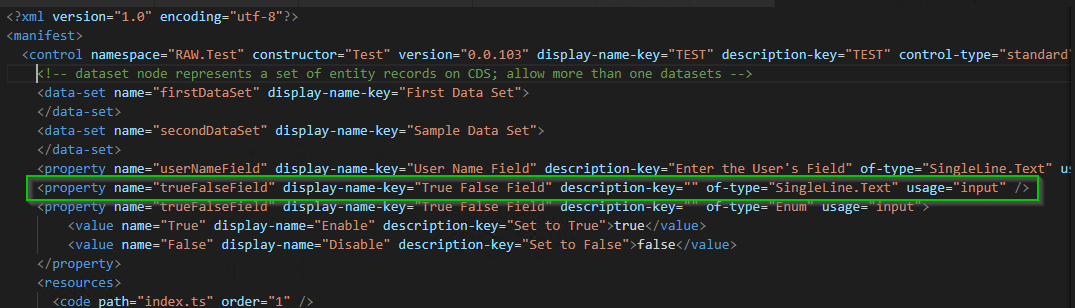 <?xml version="1.0" encoding="utf-8"?>
<manifest>
<control namespace="RAW.Test" constructor="Test" version="0.0.103" display-name-key="TEST" description-key="TEST" control-type="standard"
<!-- dataset node represents a set of entity records on CDS; allow more than one datasets -->
<data-set name="firstDataSet" display-name-key="First Data Set">
</data-set>
<data-set name="secondDataSet" display-name-key="Sample Data Set">
</data-set>
<property name="userNameField" display-name-key="User Name Field" description-key="Enter the User's Field" of-type="SingleLine.Text" us
<property name="trueFalseField" display-name-key="True False Field" description-key="" of-type="SingleLine.Text" usage="input" />
<property name="trueFalseField" display-name-key="True False Field" description-key="" of-type="Enum" usage="input">
<value name="True" display-name="Enable" description-key="Set to True">true</value>
<value name="False" display-name="Disable" description-key="Set to False">false</value>
</property>
<resources>
<code path="index.ts" order="1" />